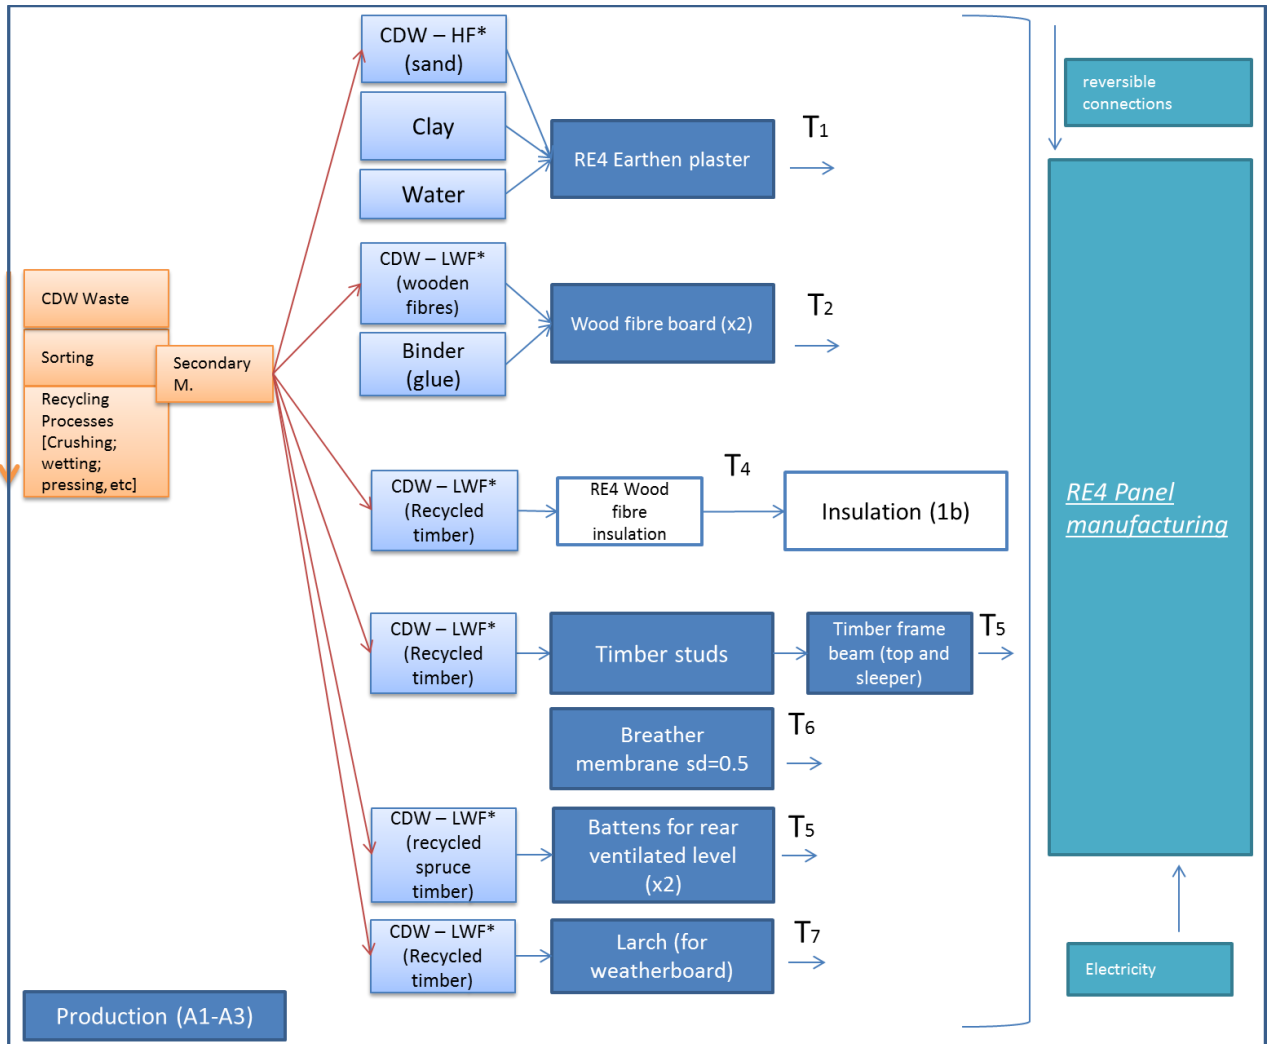 CDW – HF*
(sand)
Clay
Water
RE4 Earthen plaster
T1
reversible
connections
CDW Waste
Sorting
Recycling
Processes
[Crushing;
wetting;
pressing, etc]
Secondary
M.
CDW – LWF*
(wooden
fibres)
Binder
(glue)
Wood fibre board (x2)
T2
CDW – LWF*
(Recycled
timber)
RE4 Wood
fibre
insulation
T4
Insulation (1b)
RE4 Panel
manufacturing
CDW – LWF*
(Recycled
timber)
Timber studs
Timber frame
beam (top and
sleeper)
T5
Breather
membrane sd=0.5
T6
CDW – LWF*
(recycled
spruce
timber)
Battens for rear
ventilated level
(x2)
T5
CDW – LWF*
(Recycled
timber)
Larch (for
weatherboard)
T7
Electricity
Production (A1-A3)